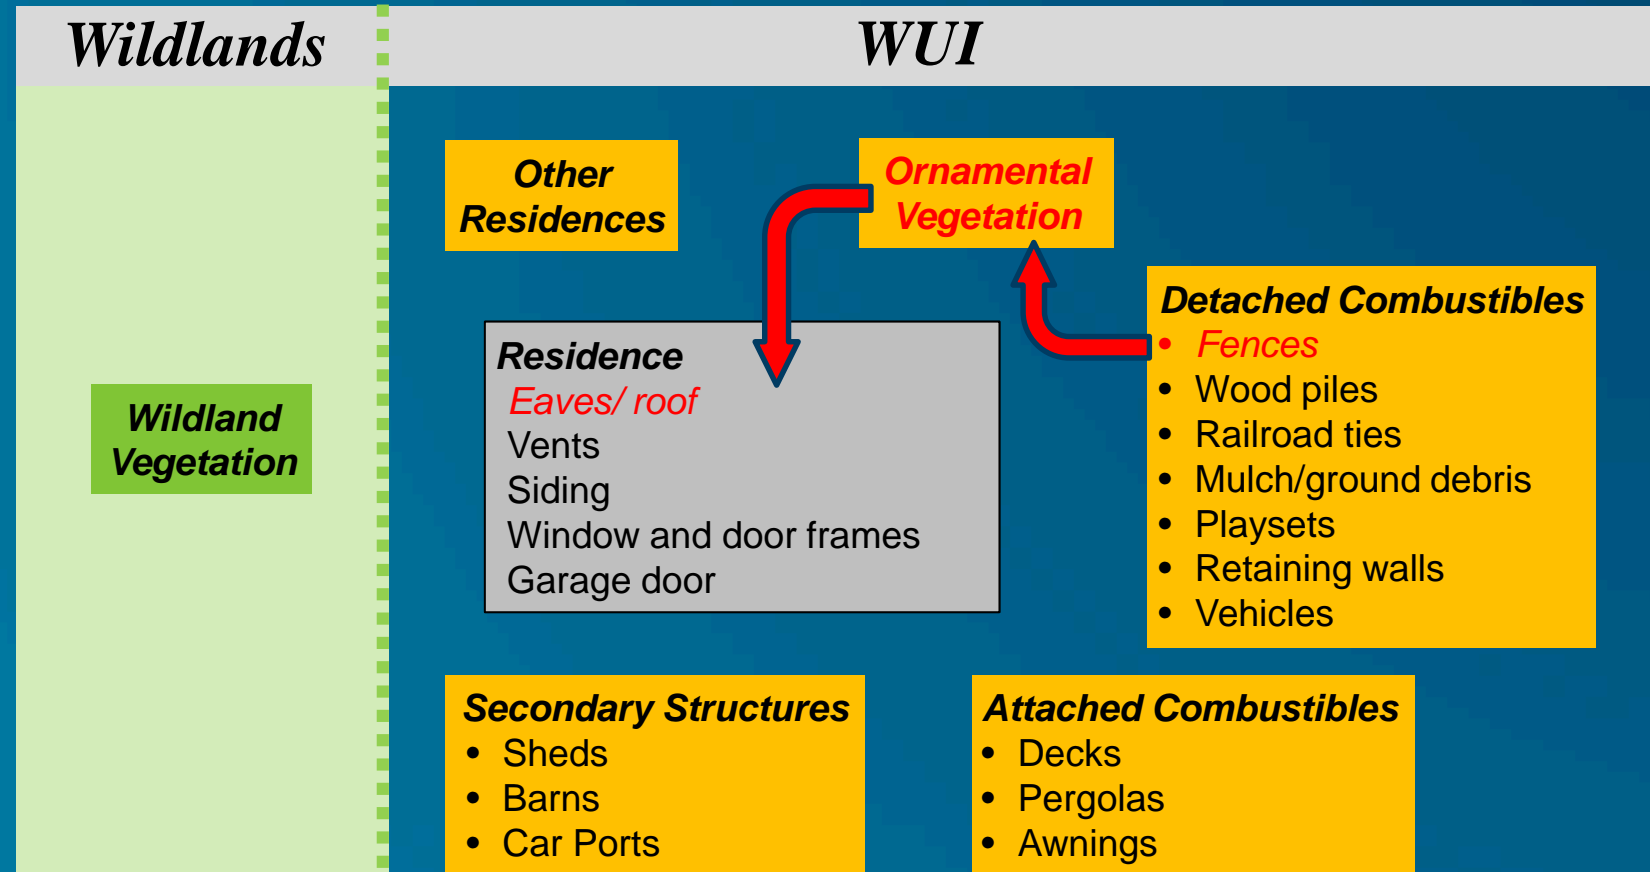 Wildlands
WUI
Other
Residences
Ornamental
Vegetation
Wildland
Vegetation
Residence
Eaves/ roof
Vents
Siding
Window and door frames
Garage door
Detached Combustibles
• Fences
• Wood piles
• Railroad ties
• Mulch/ground debris
• Playsets
• Retaining walls
• Vehicles
Secondary Structures
• Sheds
• Barns
• Car Ports
Attached Combustibles
• Decks
• Pergolas
• Awnings